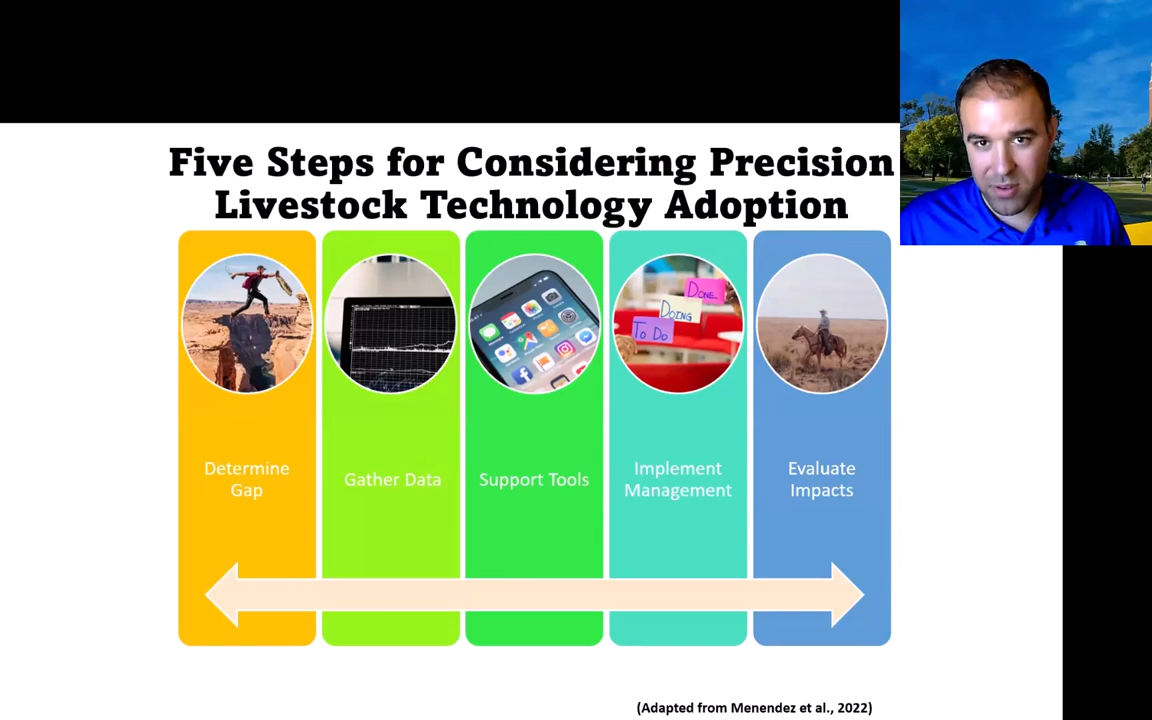 Five Steps for Considering Precision
Livestock Technology Adoption
DONE
DOING
TO DO
Determine
Gap
Gather Data
Support Tools
Implement
Management
Evaluate
Impacts
(Adapted from Menendez et al., 2022)